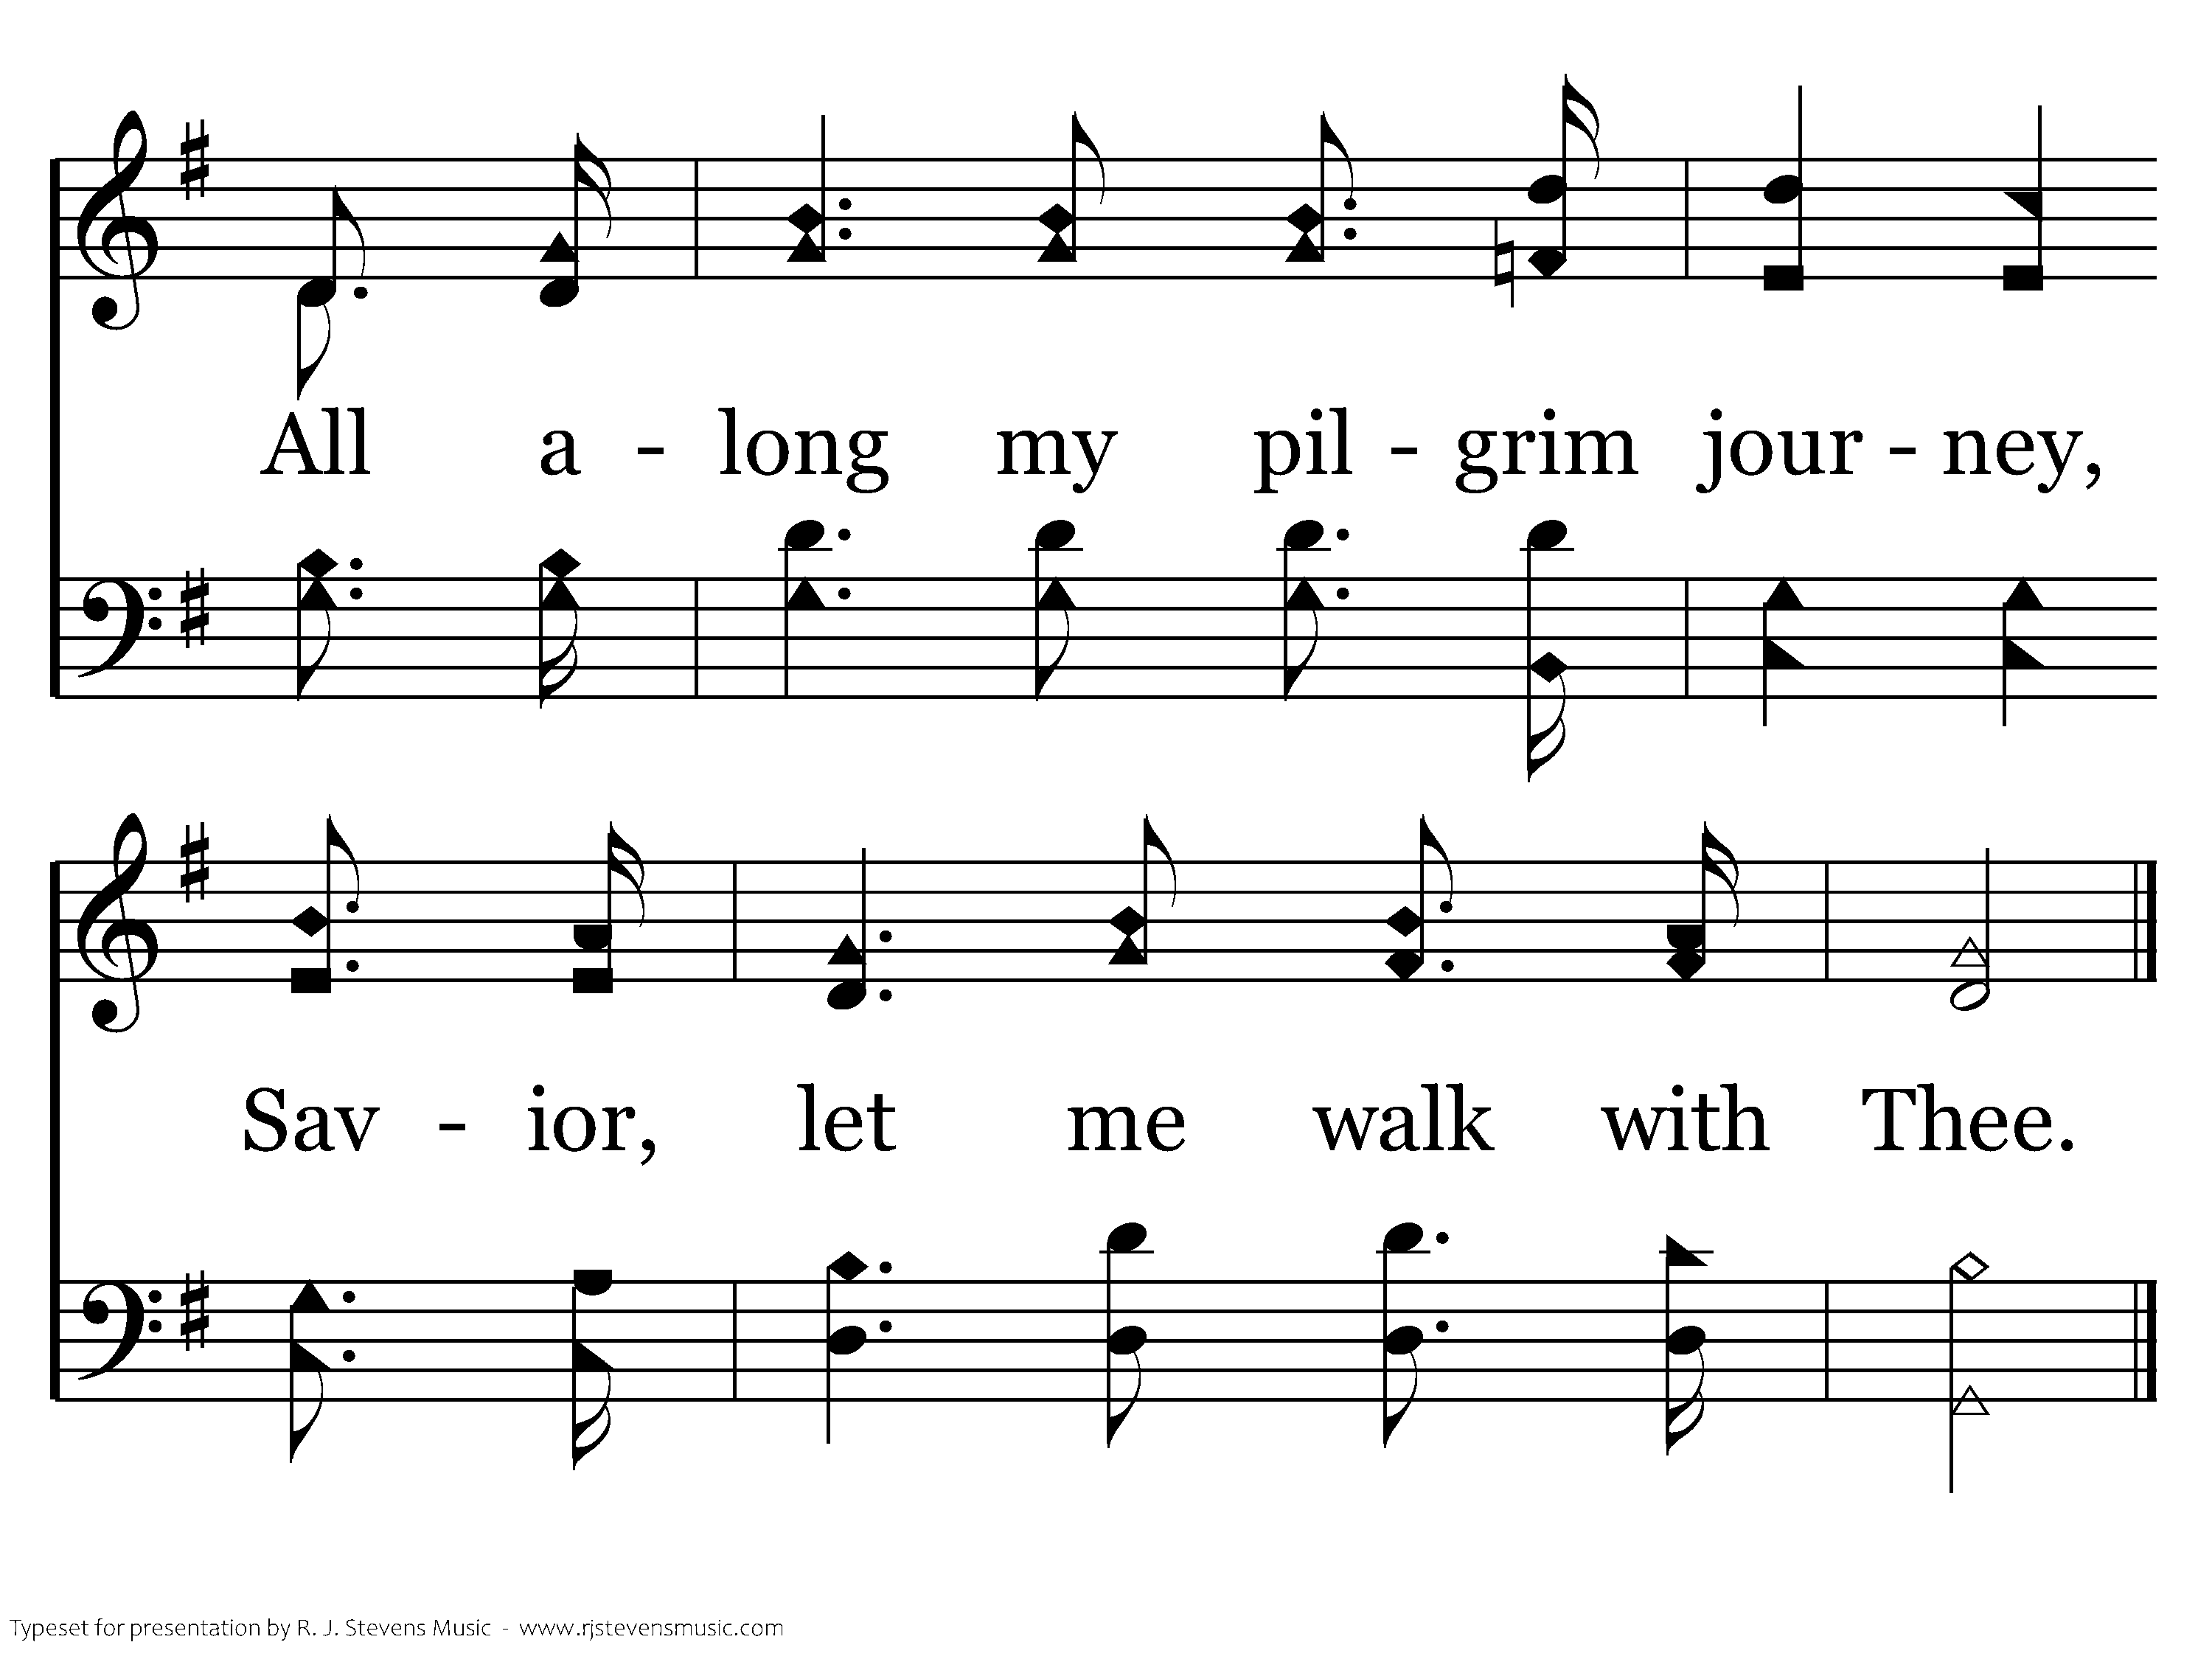 All a - long my pil - grim jour - ney,
Sav - ior, let me walk with Thee.
Typeset for presentation by R. J. Stevens Music - www.rjstevensmusic.com